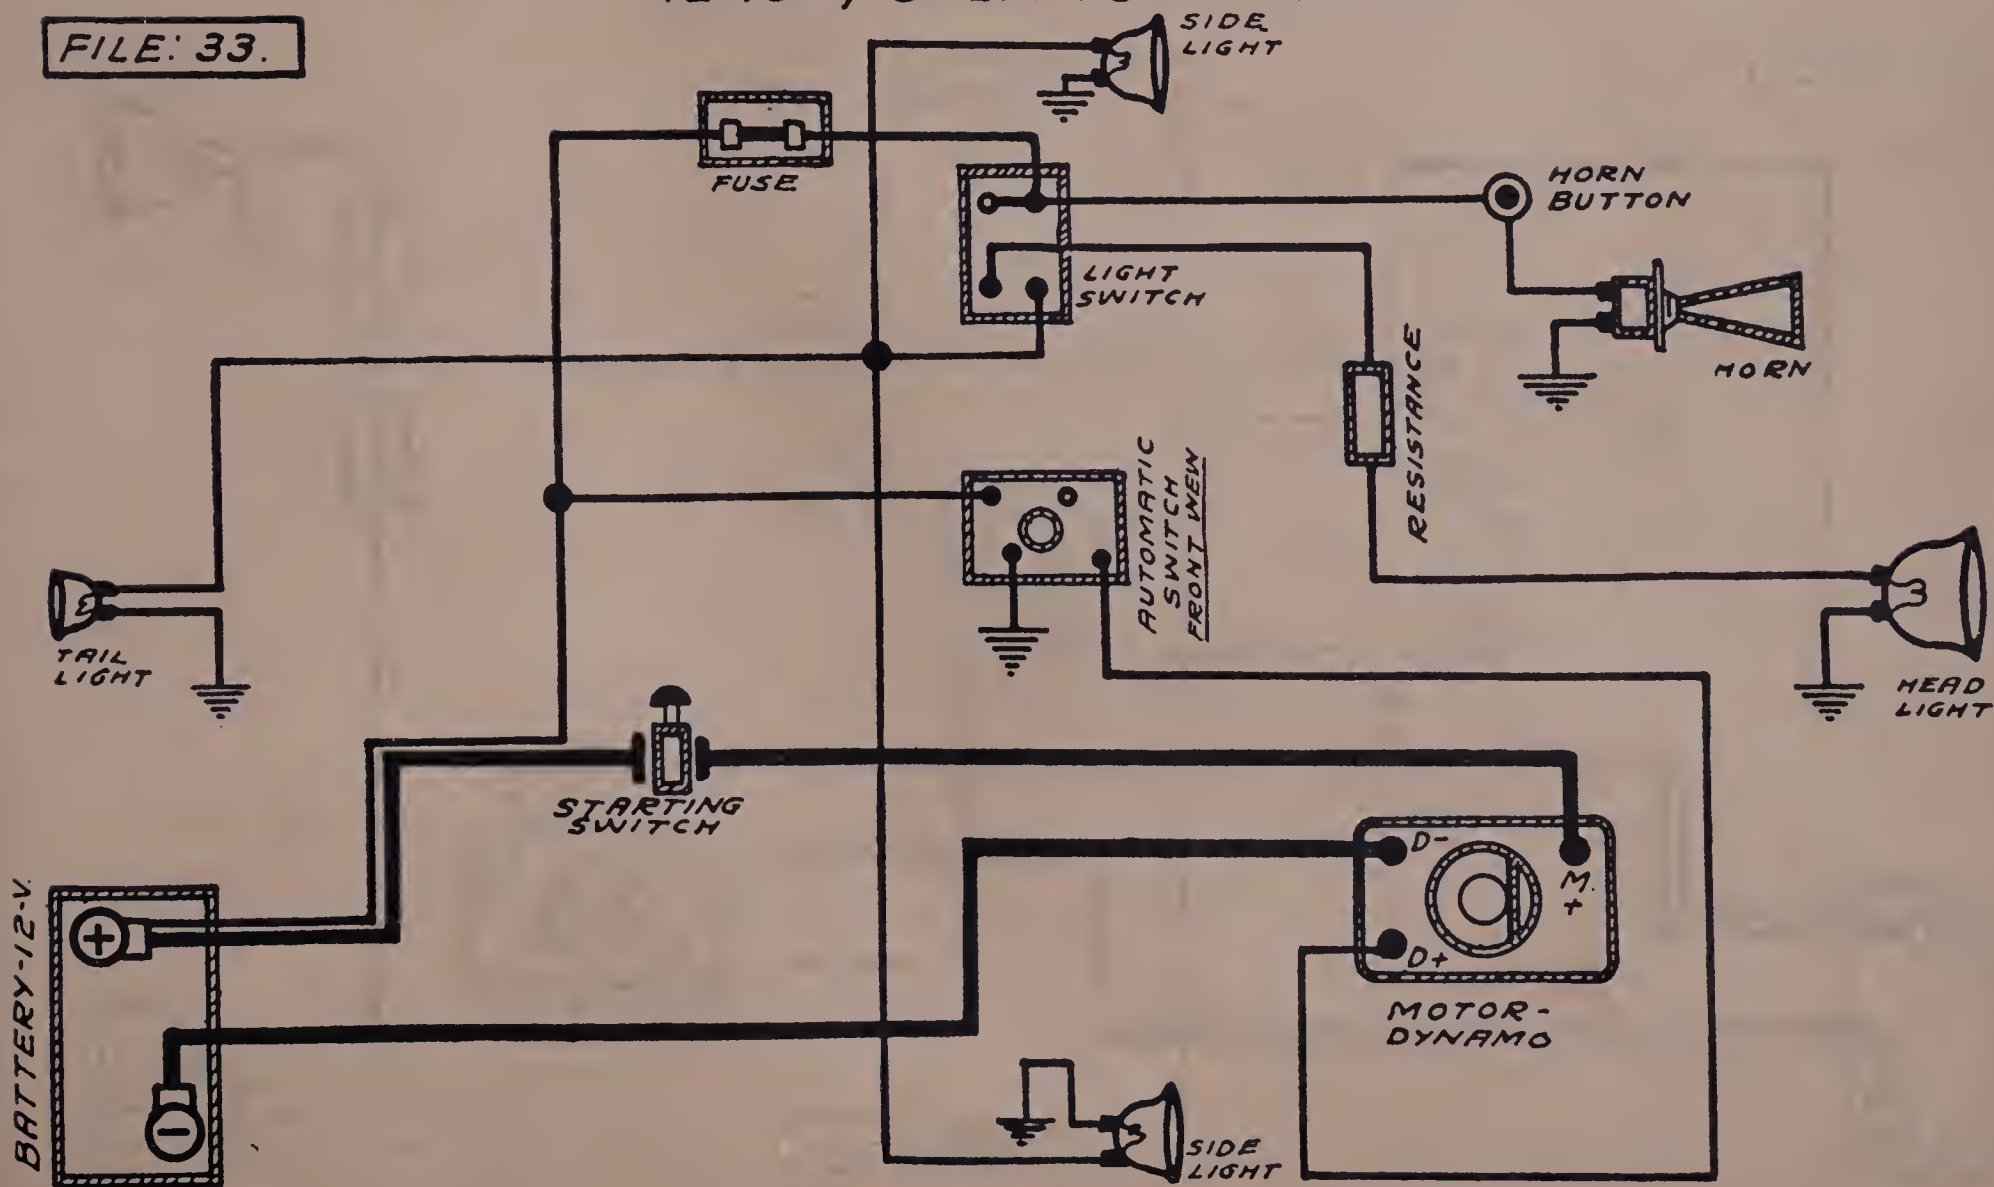 FILE: 33.
SIDE
LIGHT
FUSE
HORN
BUTTON
LIGHT
SWITCH
HORN
RESISTANCE
AUTOMATIC
SWITCH
FRONT VIEW
TAIL
LIGHT
HEAD
LIGHT
STARTING
SWITCH
BATTERY-12-V.
+
-
D-
M.
+
D+
MOTOR-
DYNAMO
SIDE
LIGHT